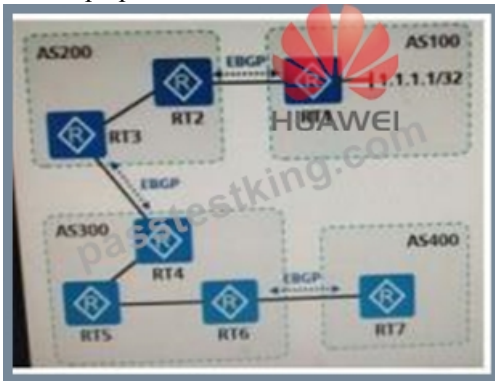 AS200
EBGP
AS100
RT2
RT1
1.1.1.1/32
HUAWEI
RT3
EBGP
passtestking.com
AS300
RT4
AS400
EBGP
RT5
RT6
RT7